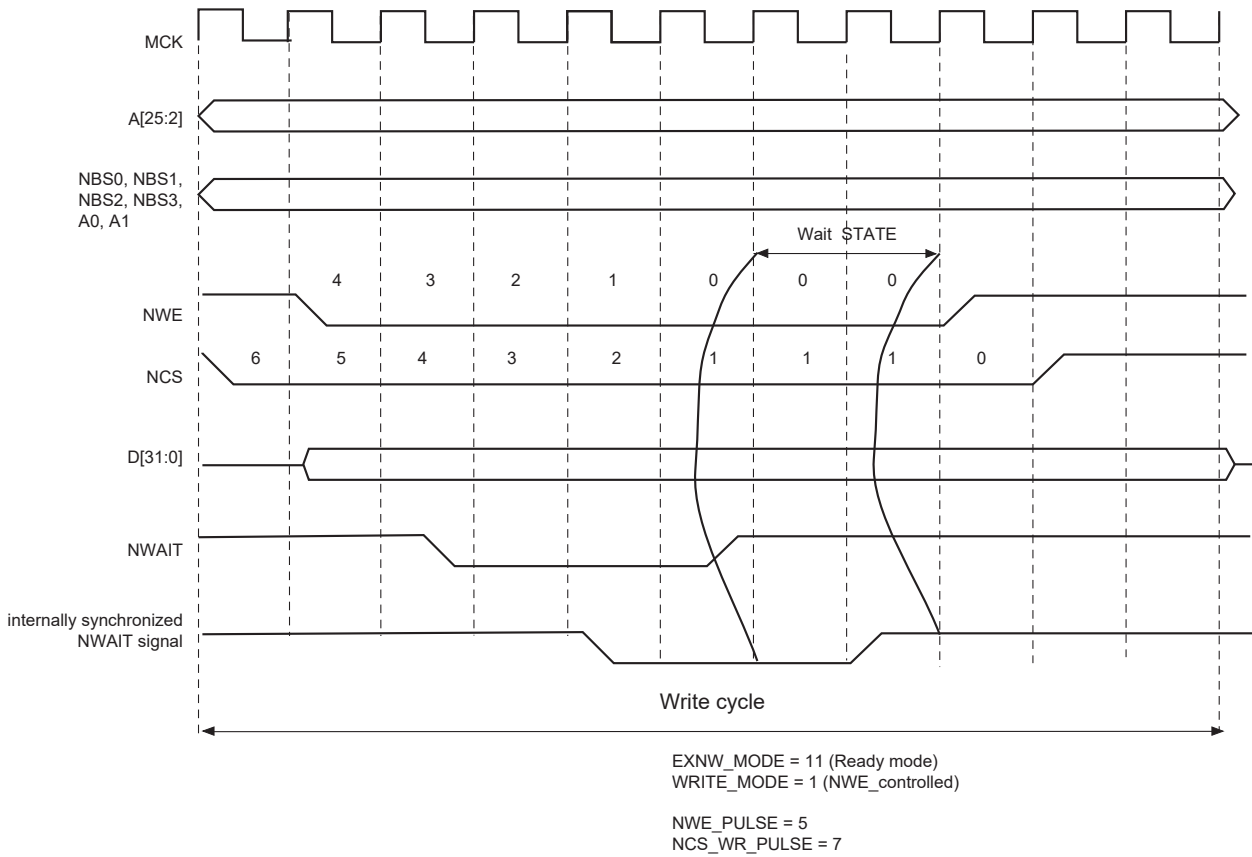 MCK
A[25:2]
NBS0, NBS1,
NBS2, NBS3,
A0, A1
Wait STATE
4 3 2 1 0 0 0
NWE
6 5 4 3 2 1 1 1 0
NCS
D[31:0]
NWAIT
internally synchronized
NWAIT signal
Write cycle
EXNW_MODE = 11 (Ready mode)
WRITE_MODE = 1 (NWE_controlled)
NWE_PULSE = 5
NCS_WR_PULSE = 7